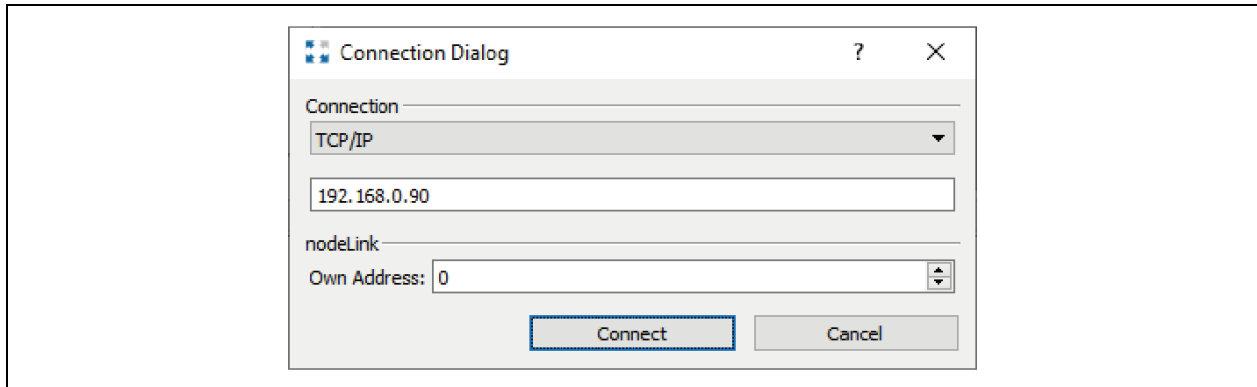 Connection Dialog ?
Connection
TCP/IP
192.168.0.90
nodeLink
Own Address: 0
Connect Cancel